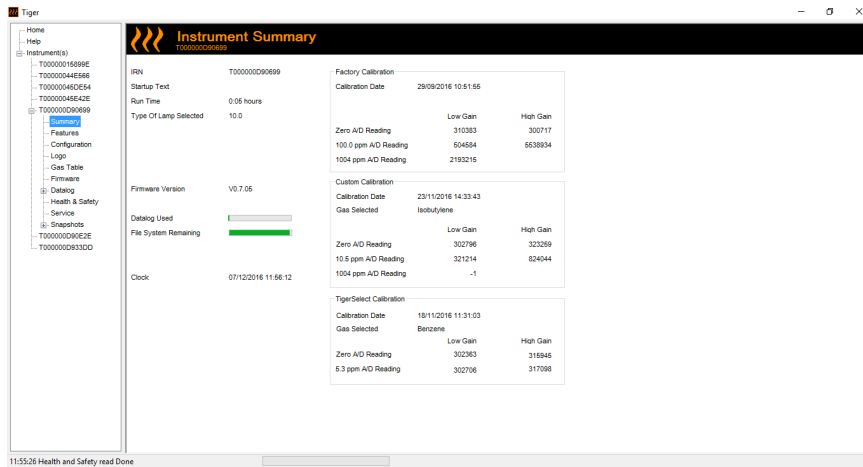 Tiger
Home
Help
Instrument(s)
T00000015899E
T00000044E566
T00000045DE54
T00000045E42E
T000000D90699
Summary
Features
Configuration
Logo
Gas Table
Firmware
Datalog
Health & Safety
Service
Snapshots
T000000D90E2E
T000000D933DD
Instrument Summary
T000000D90699
IRN T000000D90699
Startup Text
Run Time 0:05 hours
Type Of Lamp Selected 10.0
Firmware Version V0.7.05
Datalog Used
File System Remaining
Clock 07/12/2016 11:56:12
Factory Calibration
Calibration Date 29/09/2016 10:51:55
Low Gain High Gain
Zero A/D Reading 310383 300717
100.0 ppm A/D Reading 504584 5538934
1004 ppm A/D Reading 2193215
Custom Calibration
Calibration Date 23/11/2016 14:33:43
Gas Selected Isobutylene
Low Gain High Gain
Zero A/D Reading 302796 323259
10.5 ppm A/D Reading 321214 824044
1004 ppm A/D Reading -1
TigerSelect Calibration
Calibration Date 18/11/2016 11:31:03
Gas Selected Benzene
Low Gain High Gain
Zero A/D Reading 302363 315945
5.3 ppm A/D Reading 302706 317098
11:55:26 Health and Safety read Done